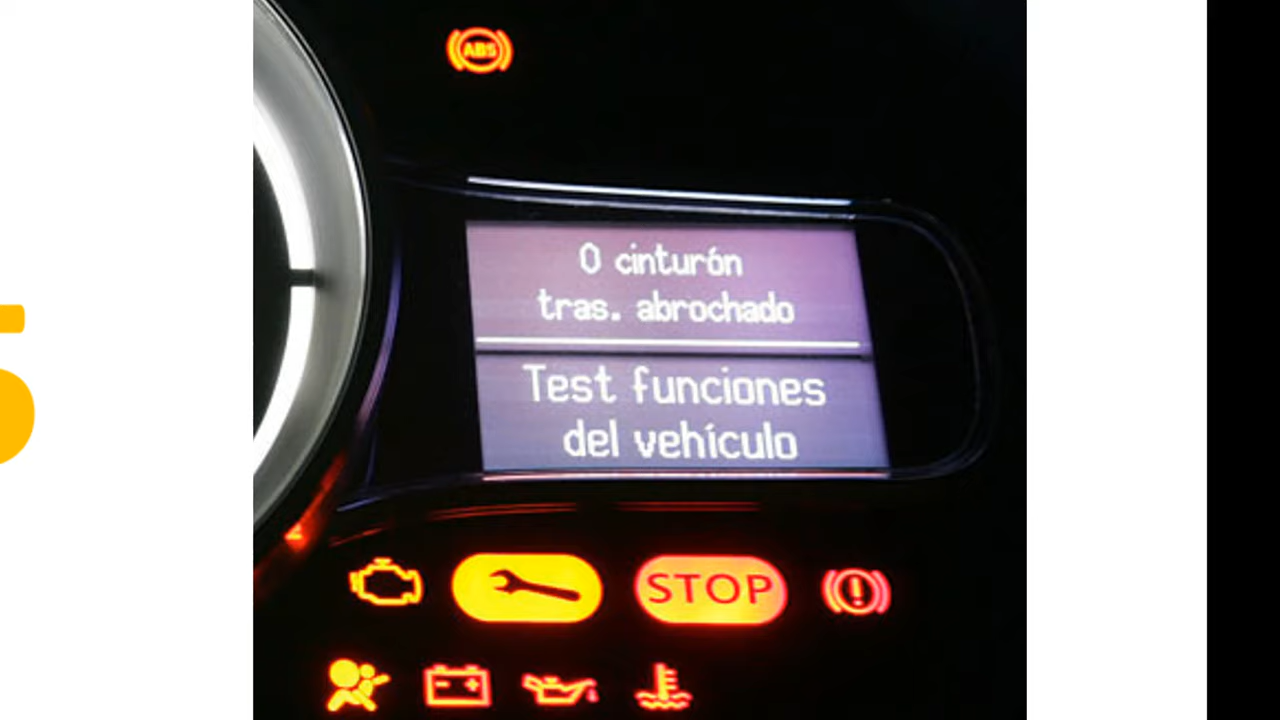 ABS
0 cinturón
tras. abrochado
Test funciones
del vehículo
STOP